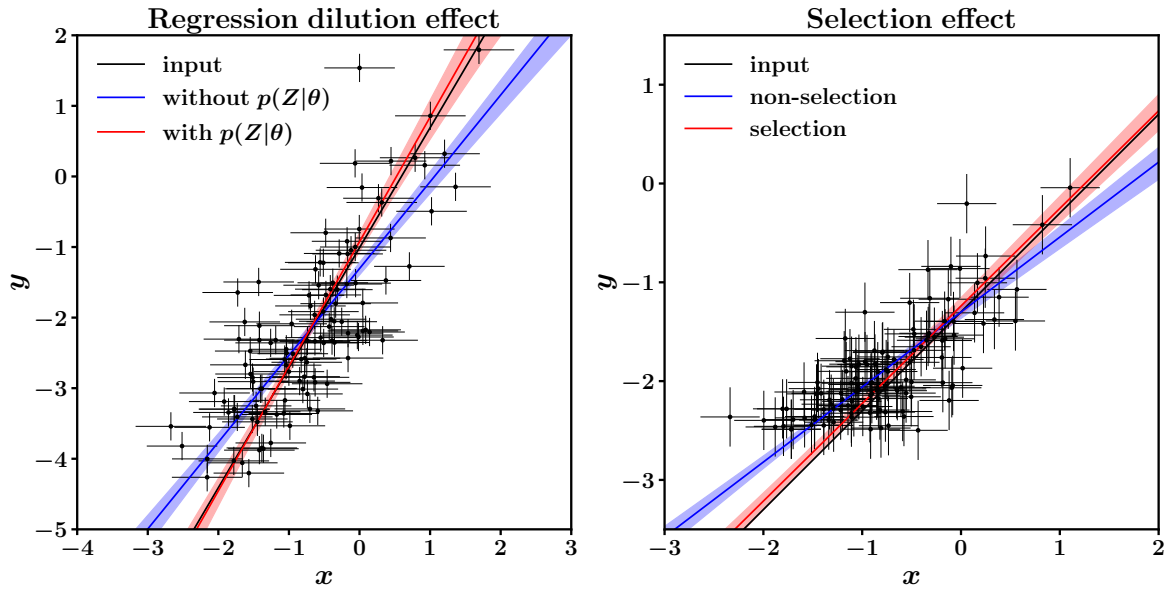 Regression dilution effect
2
1
0
−1
−2
−3
−4
−5
y
input
without p(Z|θ)
with p(Z|θ)
−4 −3 −2 −1 0 1 2 3
x
Selection effect
1
0
−1
−2
−3
y
input
non-selection
selection
−3 −2 −1 0 1 2
x